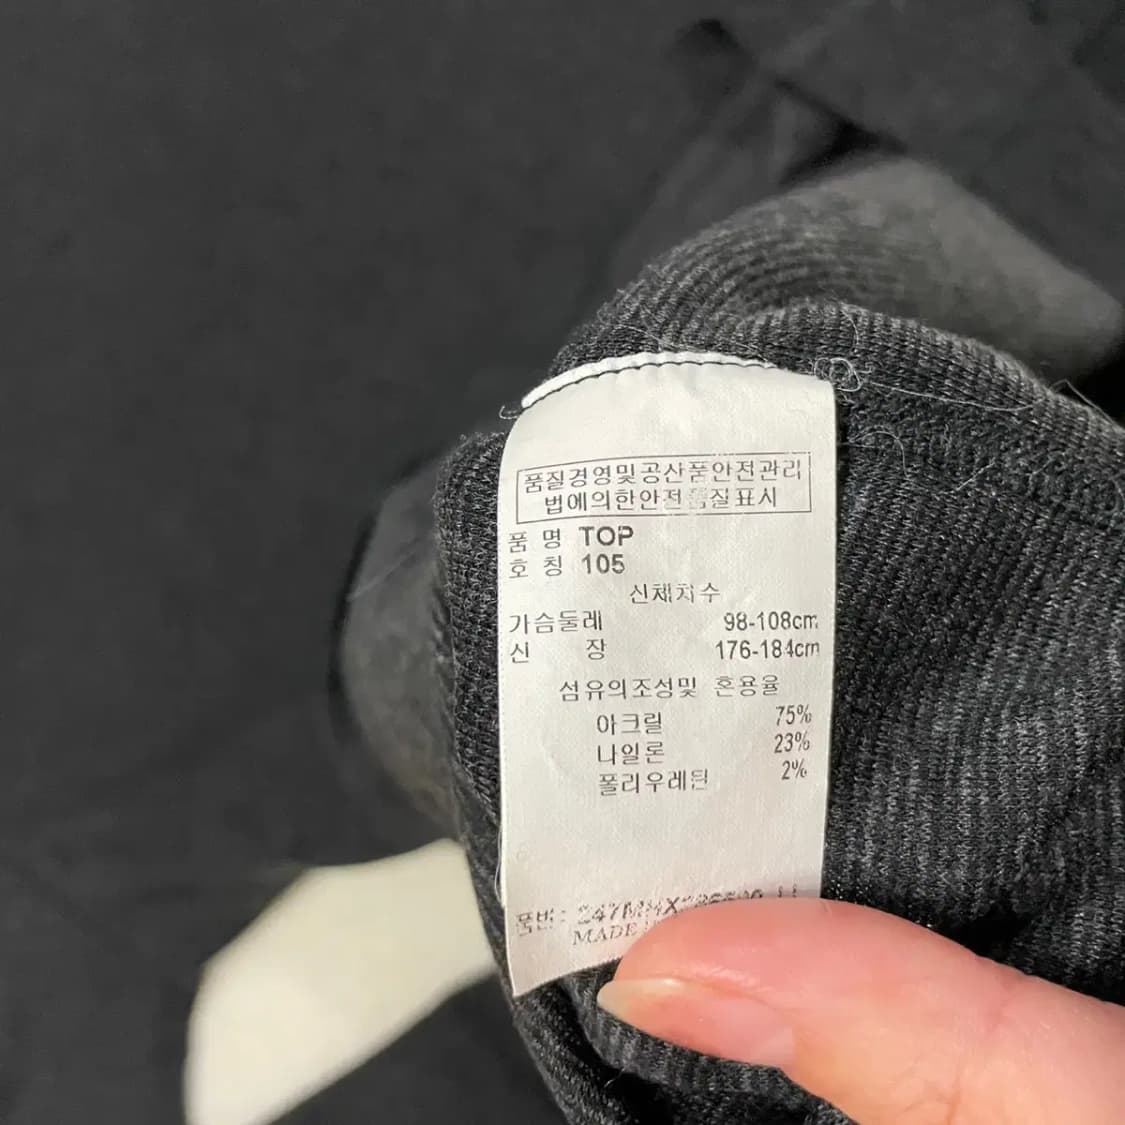 품질경영및공산품안전관리
법에의한안전품질표시
품 명 TOP
호 칭 105
신체치수
가슴둘레 98-108cm
신 장 176-184cm
섬유의조성및 혼용율
아크릴 75%
나일론 23%
폴리우레탄 2%
품번:
MADE